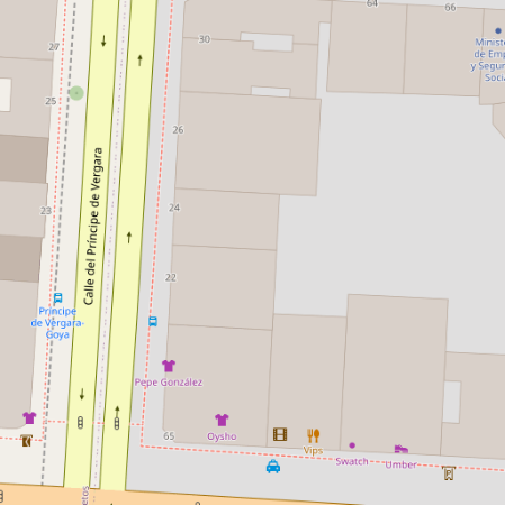 64
66
27
30
Ministe
de Emp
y Segur
Socia
25
26
Calle del Príncipe de Vergara
23
24
22
Príncipe
de Vergara-
Goya
Pepe González
65
Oysho
Vips
Swatch
Umber
etos